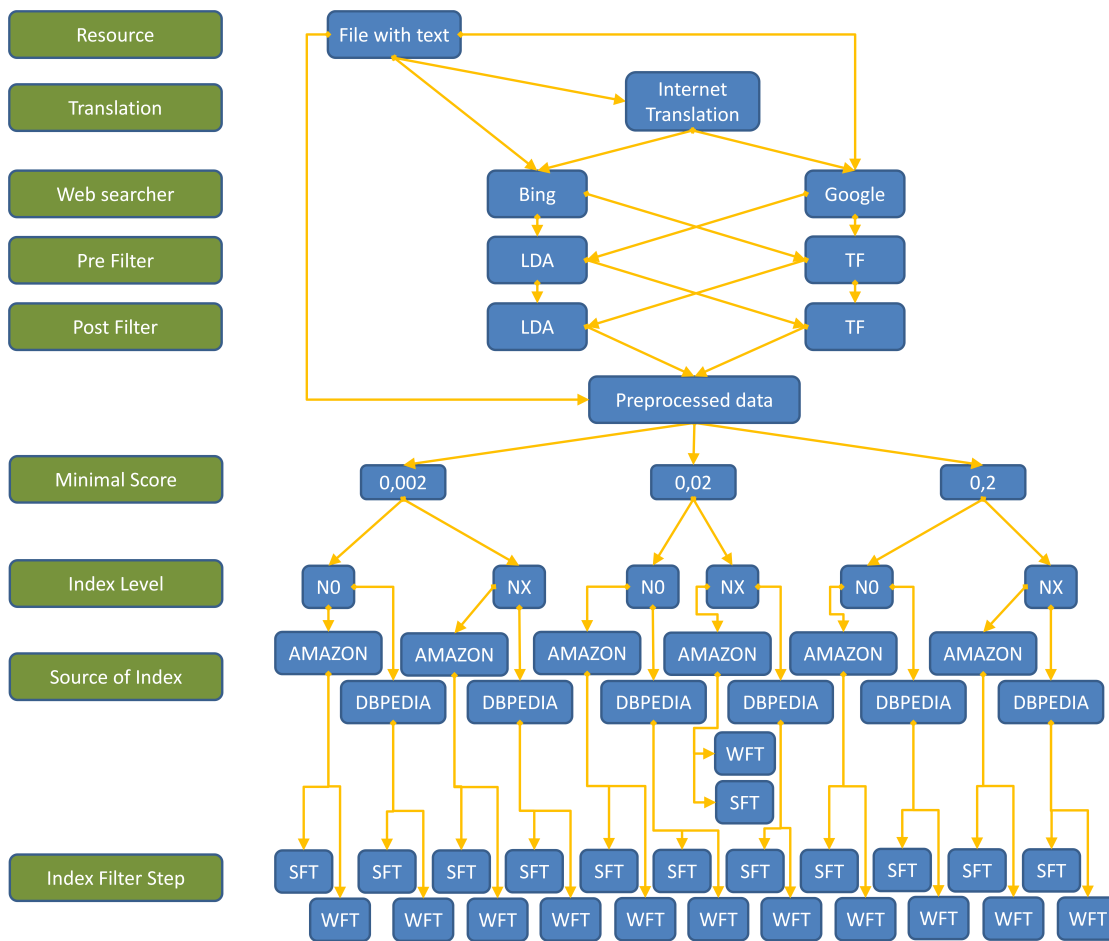 Resource
File with text
Translation
Internet
Translation
Web searcher
Bing
Google
Pre Filter
LDA
TF
Post Filter
LDA
TF
Preprocessed data
Minimal Score
0,002
0,02
0,2
Index Level
N0
NX
N0
NX
N0
NX
AMAZON
AMAZON
AMAZON
AMAZON
AMAZON
AMAZON
Source of Index
DBPEDIA
DBPEDIA
DBPEDIA
DBPEDIA
DBPEDIA
DBPEDIA
WFT
SFT
Index Filter Step
SFT
SFT
SFT
SFT
SFT
SFT
SFT
SFT
SFT
SFT
SFT
WFT
WFT
WFT
WFT
WFT
WFT
WFT
WFT
WFT
WFT
WFT